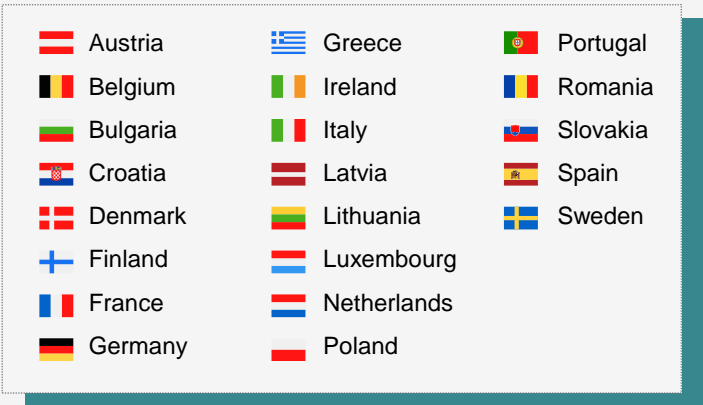 Austria
Belgium
Bulgaria
Croatia
Denmark
Finland
France
Germany
Greece
Ireland
Italy
Latvia
Lithuania
Luxembourg
Netherlands
Poland
Portugal
Romania
Slovakia
Spain
Sweden